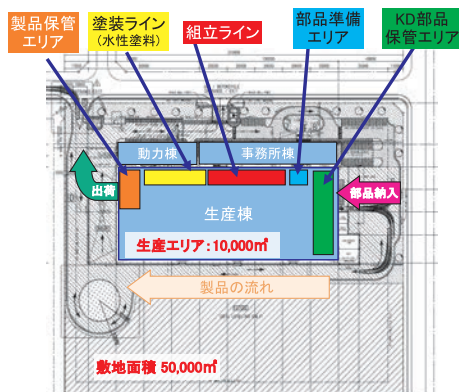 製品保管
エリア
塗装ライン
(水性塗料)
組立ライン
部品準備
エリア
KD部品
保管エリア
動力棟
事務所棟
出荷
部品納入
生産棟
生産エリア:10,000㎡
製品の流れ
敷地面積 50,000㎡